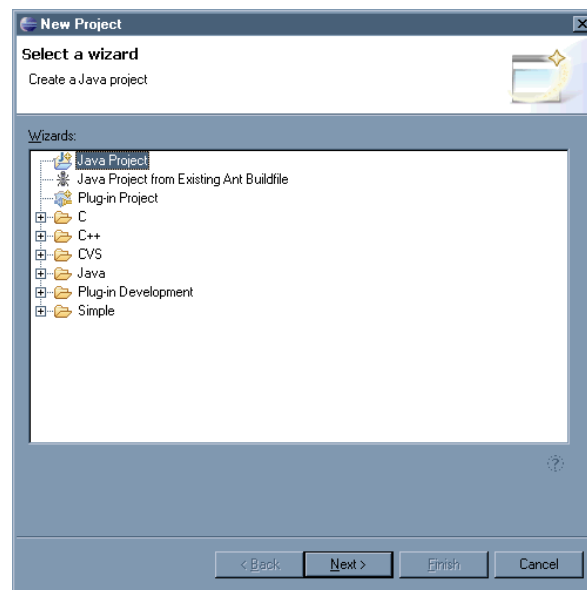 New Project
Select a wizard
Create a Java project
Wizards:
Java Project
Java Project from Existing Ant Buildfile
Plug-in Project
C
C++
CVS
Java
Plug-in Development
Simple
?
< Back Next > Finish Cancel